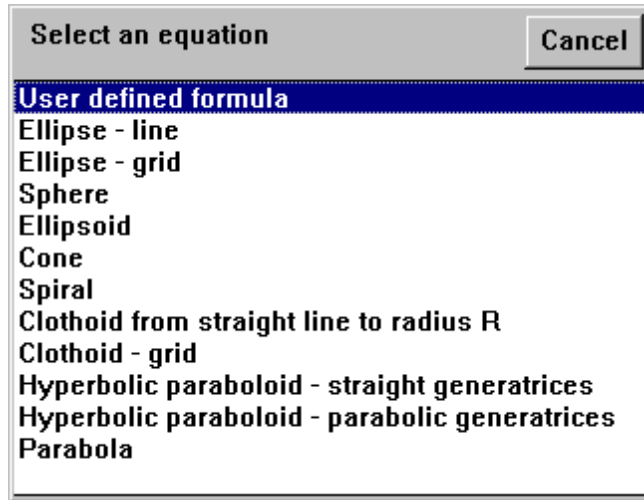 Select an equation
Cancel
User defined formula
Ellipse - line
Ellipse - grid
Sphere
Ellipsoid
Cone
Spiral
Clothoid from straight line to radius R
Clothoid - grid
Hyperbolic paraboloid - straight generatrices
Hyperbolic paraboloid - parabolic generatrices
Parabola